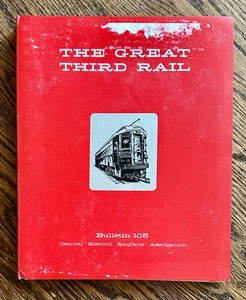 THE GREAT
THIRD RAIL
Bulletin 105
Central Electric Railfans' Association